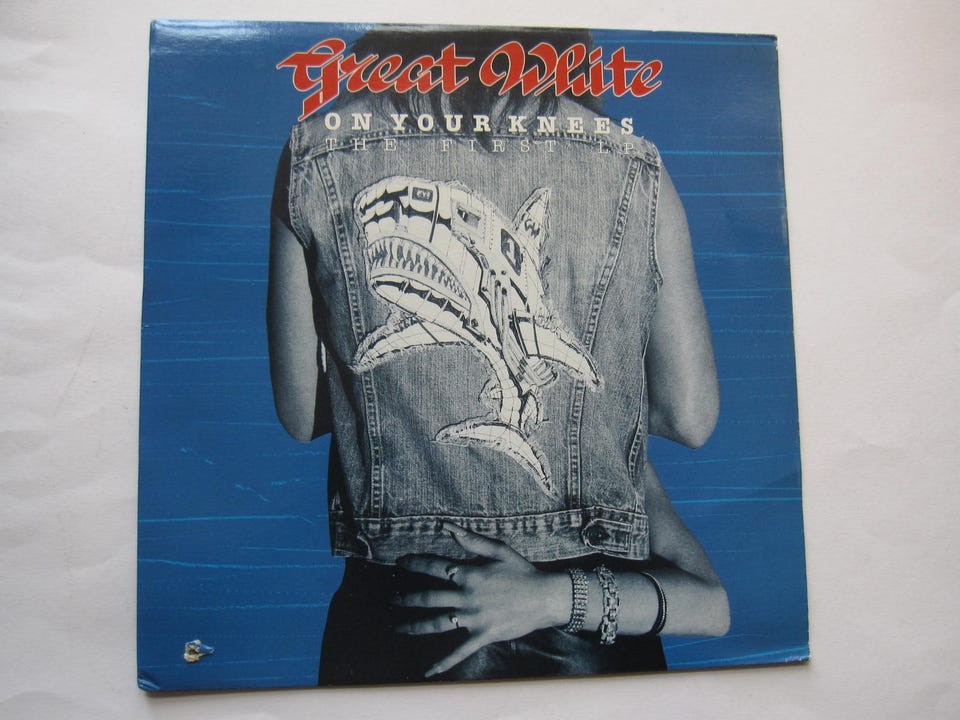 Great White
ON YOUR KNEES
THE FIRST LP